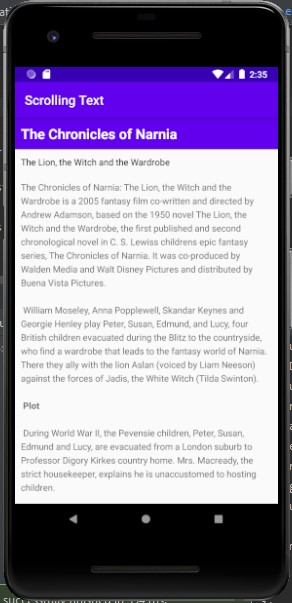 2:35
Scrolling Text
The Chronicles of Narnia
The Lion, the Witch and the Wardrobe
The Chronicles of Narnia: The Lion, the Witch and the
Wardrobe is a 2005 fantasy film co-written and directed by
Andrew Adamson, based on the 1950 novel The Lion, the
Witch and the Wardrobe, the first published and second
chronological novel in C. S. Lewiss childrens epic fantasy
series, The Chronicles of Narnia. It was co-produced by
Walden Media and Walt Disney Pictures and distributed by
Buena Vista Pictures.
William Moseley, Anna Popplewell, Skandar Keynes and
Georgie Henley play Peter, Susan, Edmund, and Lucy, four
British children evacuated during the Blitz to the countryside,
who find a wardrobe that leads to the fantasy world of Narnia.
There they ally with the lion Aslan (voiced by Liam Neeson)
against the forces of Jadis, the White Witch (Tilda Swinton).
Plot
During World War II, the Pevensie children, Peter, Susan,
Edmund and Lucy, are evacuated from a London suburb to
Professor Digory Kirkes country home. Mrs. Macready, the
strict housekeeper, explains he is unaccustomed to hosting
children.